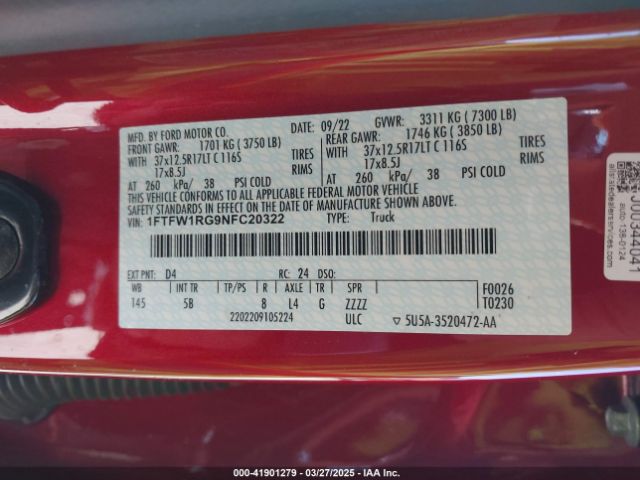 MFD. BY FORD MOTOR CO.
DATE: 09/22 GVWR: 3311 KG ( 7300 LB)
FRONT GAWR: 1701 KG ( 3750 LB) REAR GAWR: 1746 KG ( 3850 LB)
WITH 37x12.5R17LT C 116S TIRES WITH 37x12.5R17LT C 116S TIRES
17x8.5J RIMS 17x8.5J RIMS
AT 260 kPa/ 38 PSI COLD AT 260 kPa/ 38 PSI COLD
THIS VEHICLE CONFORMS TO ALL APPLICABLE FEDERAL MOTOR VEHICLE
SAFETY STANDARDS IN EFFECT ON THE DATE OF MANUFACTURE SHOWN ABOVE.
VIN: 1FTFW1RG9NFC20322 TYPE: Truck
EXT PNT: D4 RC: 24 DSO:
WB INT TR TP/PS R AXLE TR SPR F0026
145 5B 8 L4 G ZZZZ T0230
2202209105224 ULC ▽ 5U5A-3520472-AA
auto 138-0124
000-41901279 - 03/27/2025 - IAA Inc.